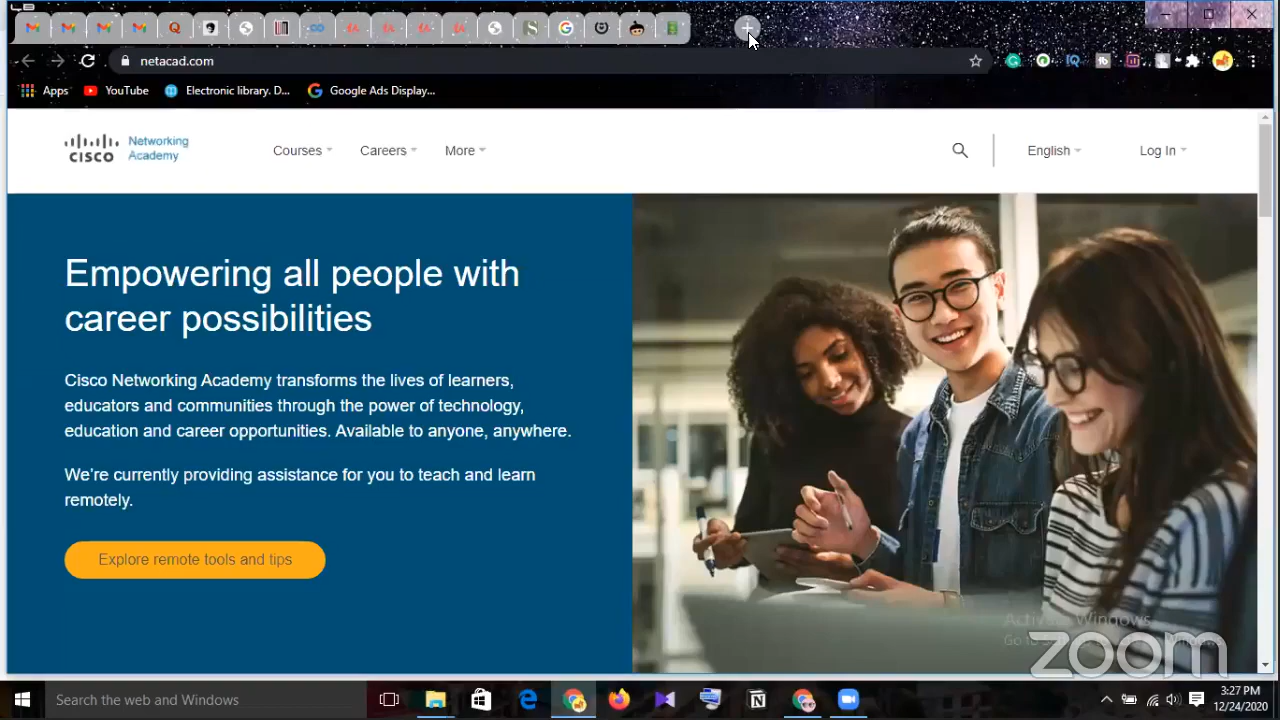 netacad.com
Apps
YouTube
Electronic library. D...
Google Ads Display...
CISCO
Networking
Academy
Courses
Careers
More
English
Log In
Empowering all people with
career possibilities
Cisco Networking Academy transforms the lives of learners,
educators and communities through the power of technology,
education and career opportunities. Available to anyone, anywhere.
We're currently providing assistance for you to teach and learn
remotely.
Explore remote tools and tips
Activate Windows
zoom
Search the web and Windows
3:27 PM
12/24/2020